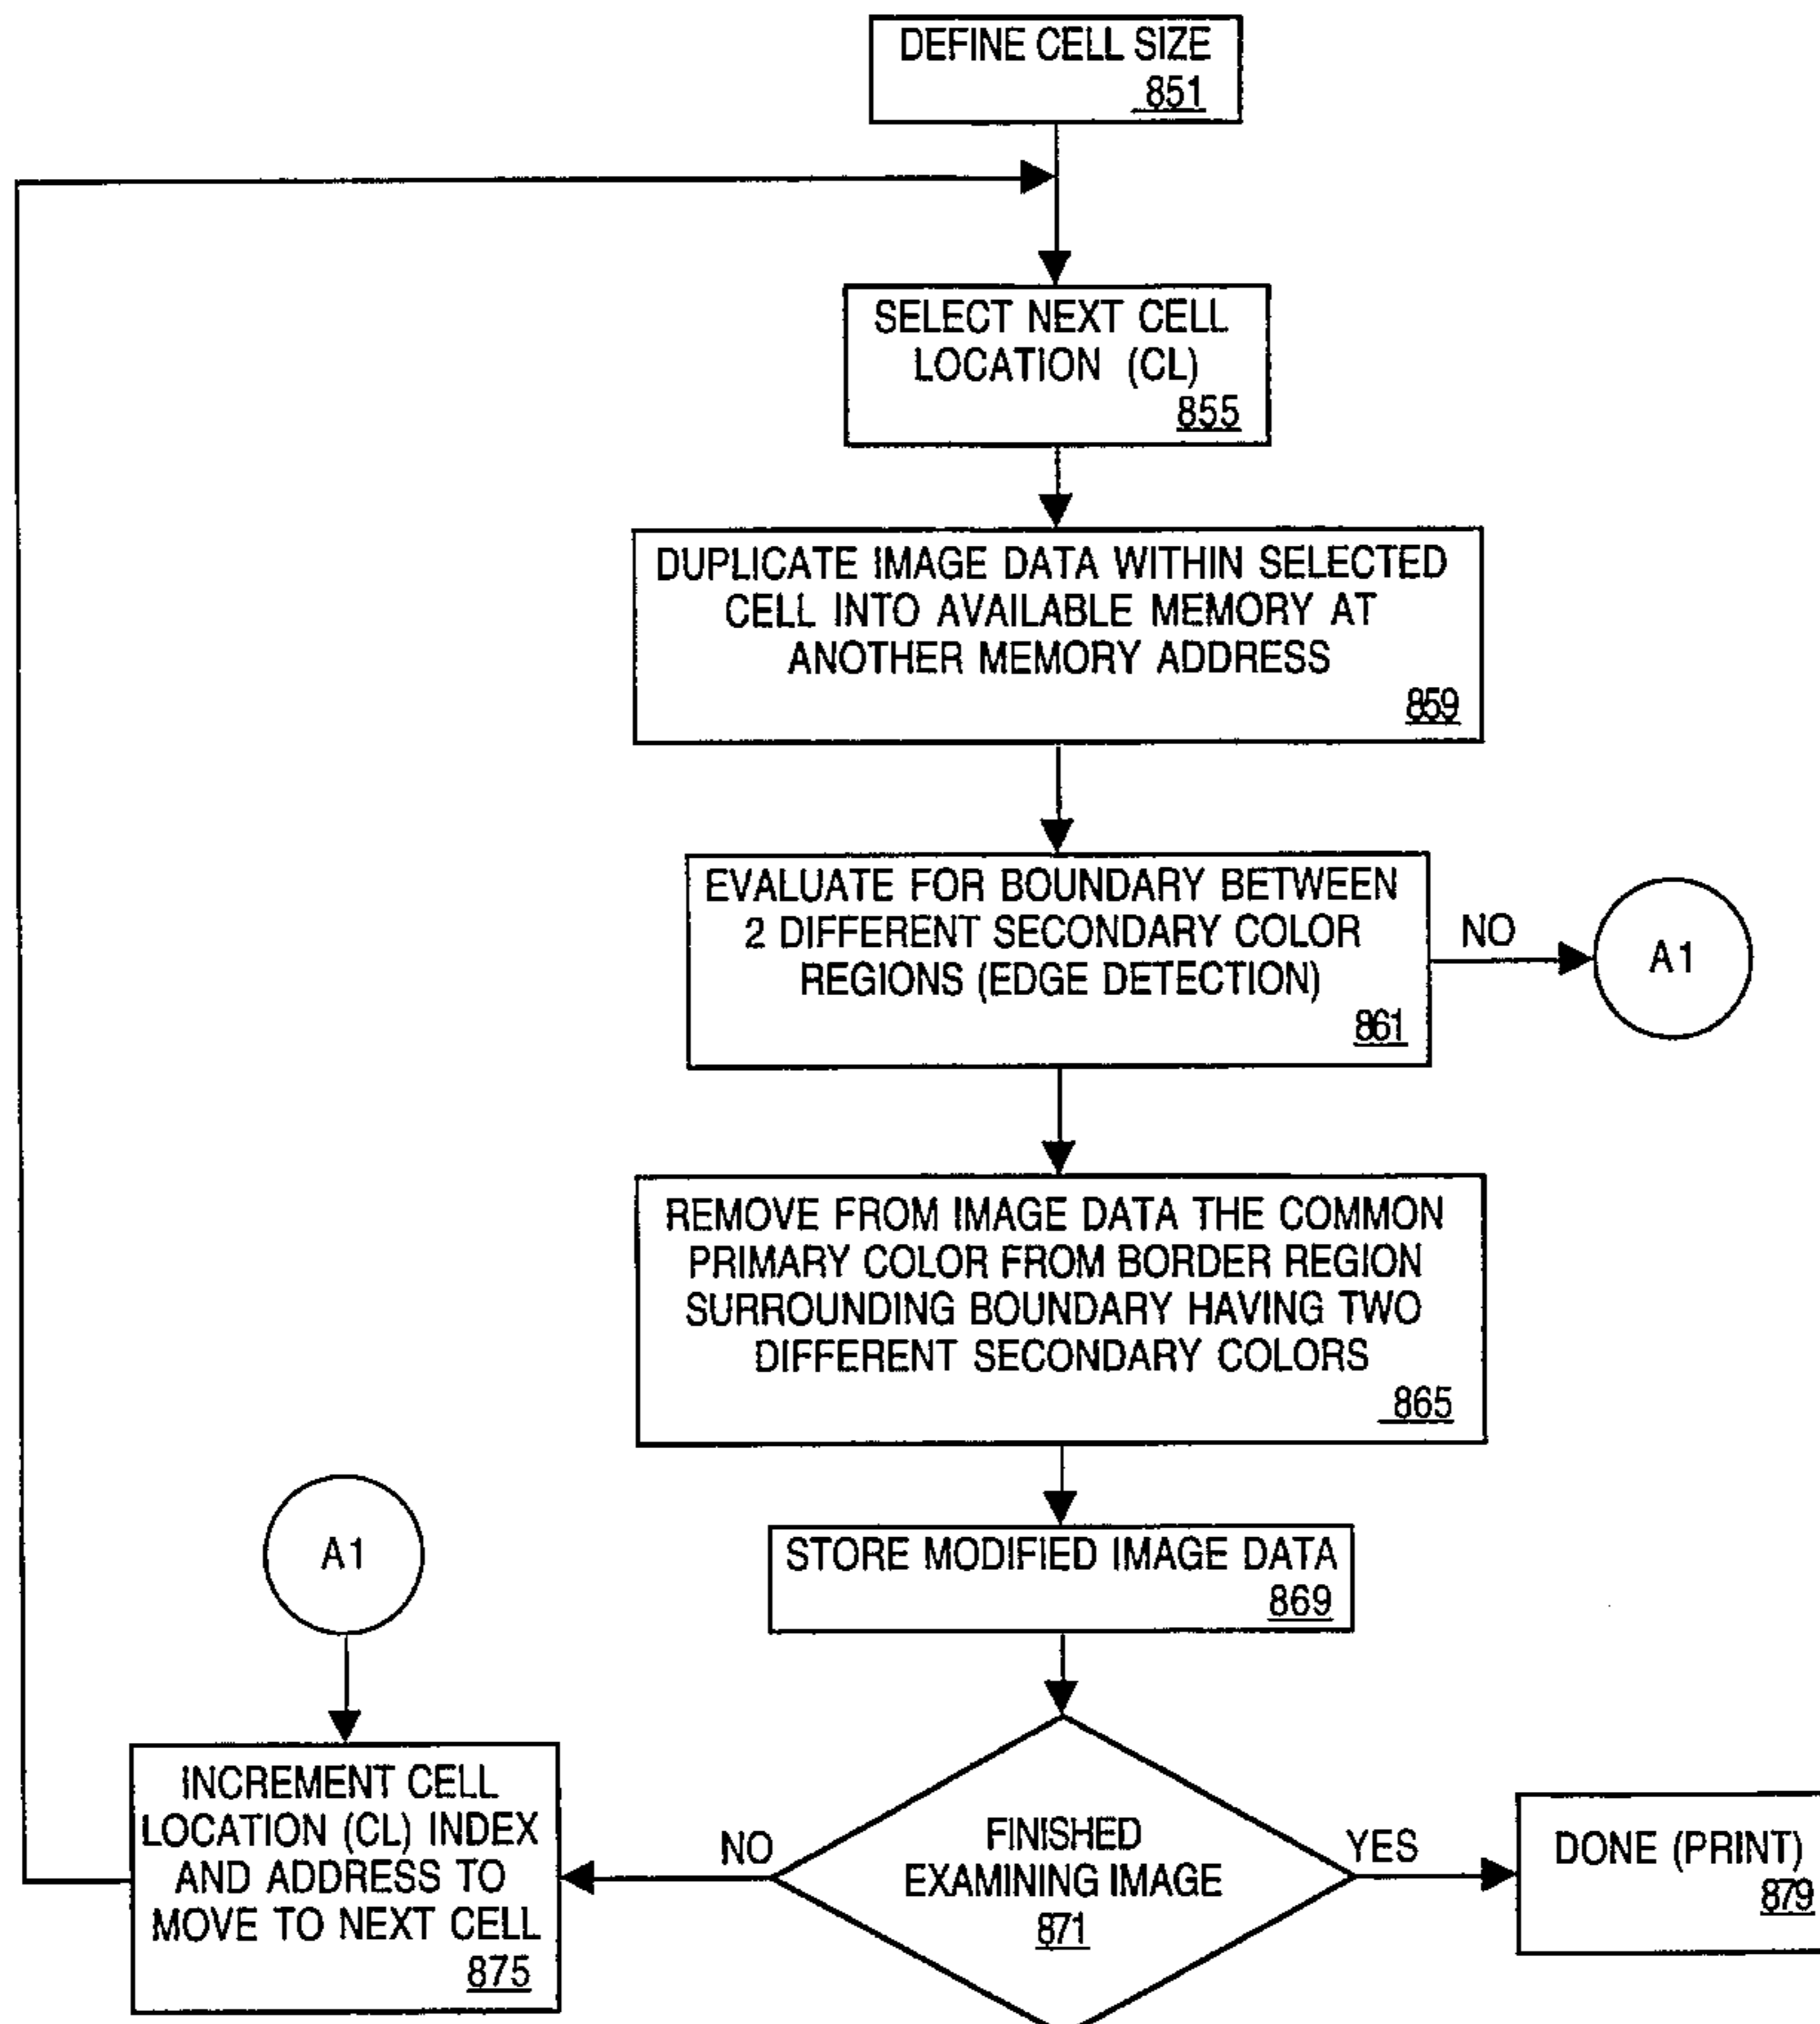 DEFINE CELL SIZE
851
SELECT NEXT CELL
LOCATION (CL)
855
DUPLICATE IMAGE DATA WITHIN SELECTED
CELL INTO AVAILABLE MEMORY AT
ANOTHER MEMORY ADDRESS
859
EVALUATE FOR BOUNDARY BETWEEN
2 DIFFERENT SECONDARY COLOR
REGIONS (EDGE DETECTION)
861
NO
A1
REMOVE FROM IMAGE DATA THE COMMON
PRIMARY COLOR FROM BORDER REGION
SURROUNDING BOUNDARY HAVING TWO
DIFFERENT SECONDARY COLORS
865
STORE MODIFIED IMAGE DATA
869
A1
INCREMENT CELL
LOCATION (CL) INDEX
AND ADDRESS TO
MOVE TO NEXT CELL
875
NO
FINISHED
EXAMINING IMAGE
871
YES
DONE (PRINT)
879